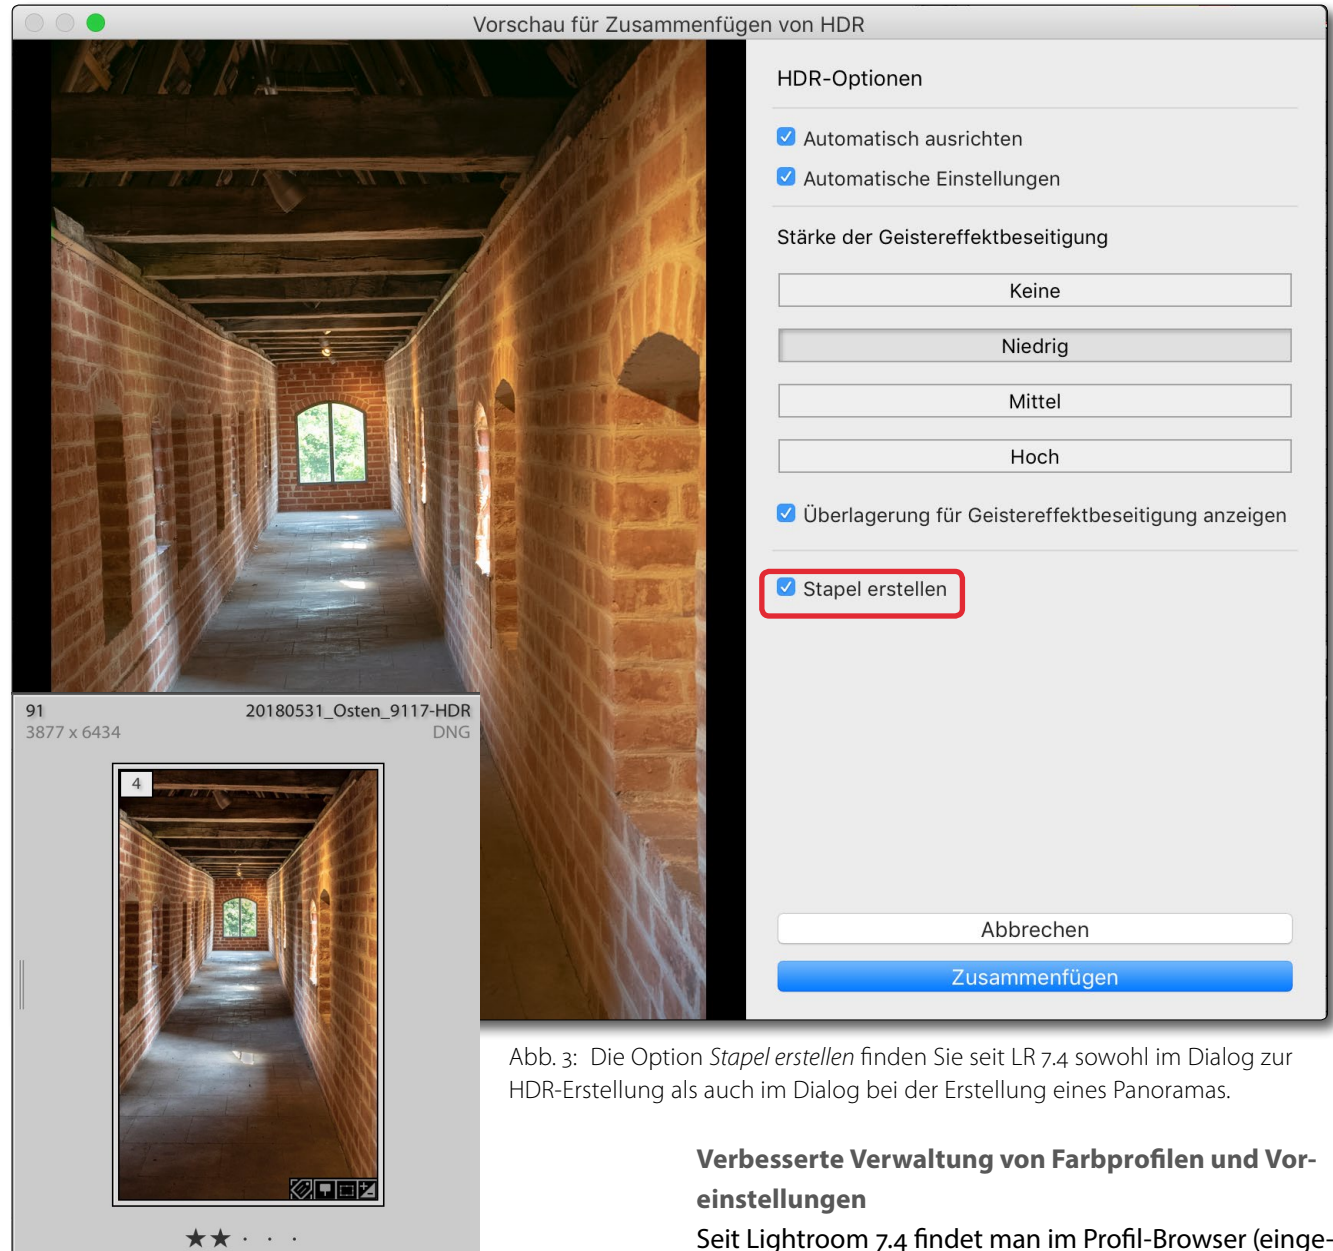 Vorschau für Zusammenfügen von HDR
HDR-Optionen
Automatisch ausrichten
Automatische Einstellungen
Stärke der Geistereffektbeseitigung
Keine
Niedrig
Mittel
Hoch
Überlagerung für Geistereffektbeseitigung anzeigen
Stapel erstellen
Abbrechen
Zusammenfügen
91 20180531_Osten_9117-HDR
3877 x 6434 DNG
4
Abb. 3: Die Option Stapel erstellen finden Sie seit LR 7.4 sowohl im Dialog zur
HDR-Erstellung als auch im Dialog bei der Erstellung eines Panoramas.
Verbesserte Verwaltung von Farbprofilen und Vor-
einstellungen
Seit Lightroom 7.4 findet man im Profil-Browser (einge-